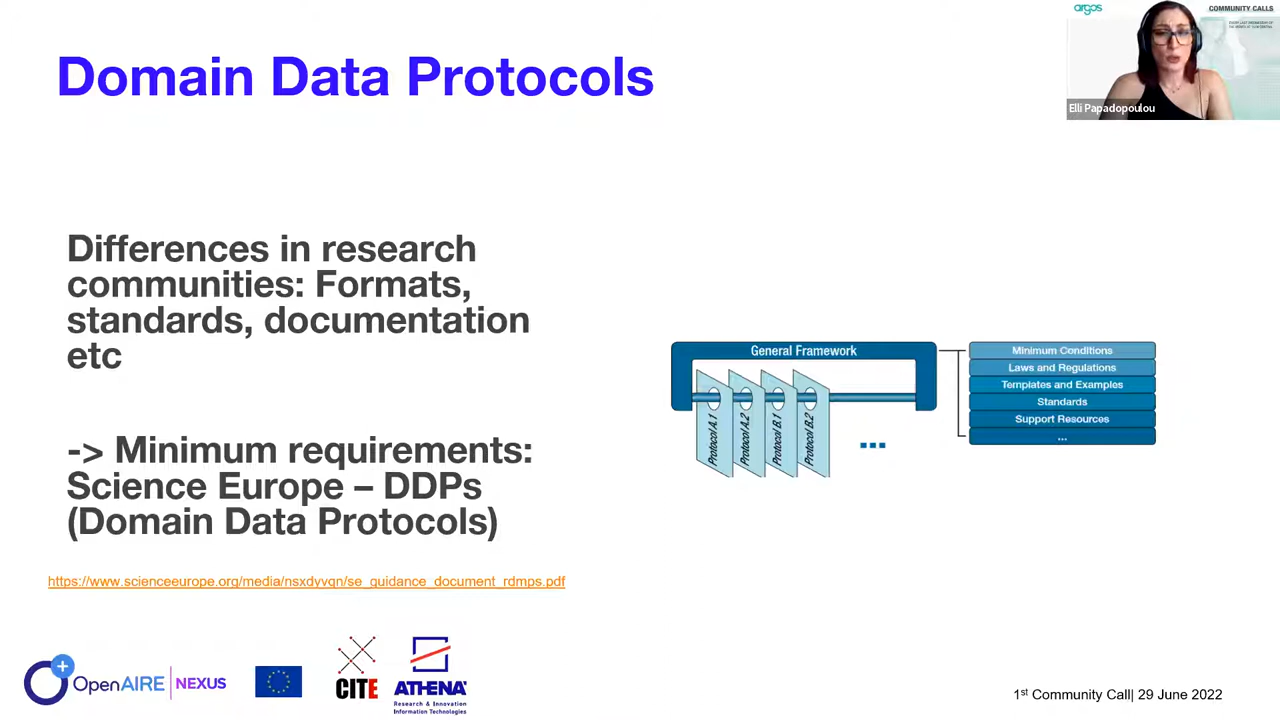 argos
COMMUNITY CALLS
Domain Data Protocols
Elli Papadopoulou
Differences in research
communities: Formats,
standards, documentation
etc
-> Minimum requirements:
Science Europe – DDPs
(Domain Data Protocols)
https://www.scienceeurope.org/media/nsxdyvqn/se_guidance_document_rdmps.pdf
General Framework
Protocol A.1
Protocol A.2
Protocol B.1
Protocol B.2
...
Minimum Conditions
Laws and Regulations
Templates and Examples
Standards
Support Resources
...
OpenAIRE | NEXUS
CITE
ATHENA
Research & Innovation
Information Technologies
1st Community Call| 29 June 2022